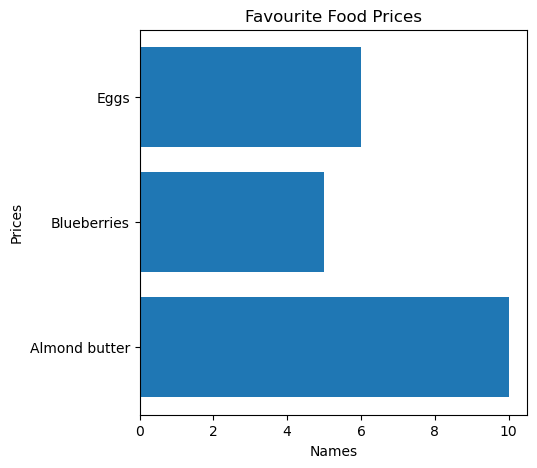 Favourite Food Prices
Eggs
Blueberries
Almond butter
Prices
0 2 4 6 8 10
Names